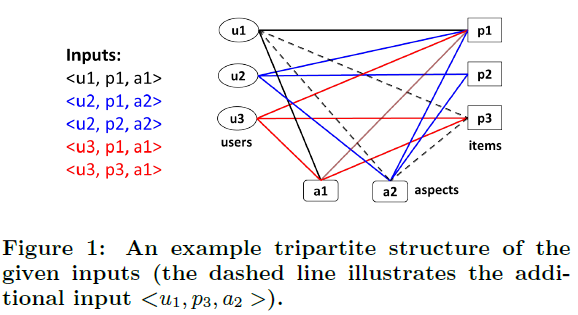 Inputs:
<u1, p1, a1>
<u2, p1, a2>
<u2, p2, a2>
<u3, p1, a1>
<u3, p3, a1>
u1
u2
u3
users
p1
p2
p3
items
a1
a2
aspects
Figure 1: An example tripartite structure of the
given inputs (the dashed line illustrates the addi-
tional input <u1, p3, a2 >).